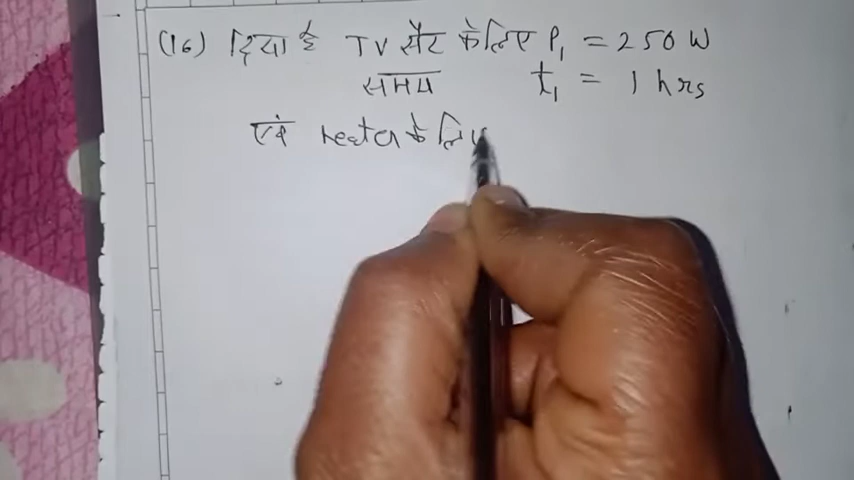 (16) दिया है TV सैट के लिए P₁ = 250 W
समय t₁ = 1 hrs
एवं heater के लिए